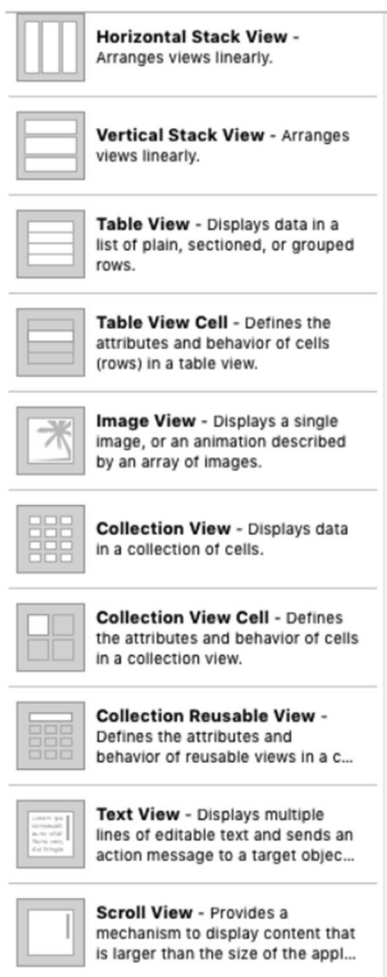 Horizontal Stack View -
Arranges views linearly.
Vertical Stack View - Arranges
views linearly.
Table View - Displays data in a
list of plain, sectioned, or grouped
rows.
Table View Cell - Defines the
attributes and behavior of cells
(rows) in a table view.
Image View - Displays a single
image, or an animation described
by an array of images.
Collection View - Displays data
in a collection of cells.
Collection View Cell - Defines
the attributes and behavior of cells
in a collection view.
Collection Reusable View -
Defines the attributes and
behavior of reusable views in a c...
Text View - Displays multiple
lines of editable text and sends an
action message to a target objec...
Scroll View - Provides a
mechanism to display content that
is larger than the size of the appl...